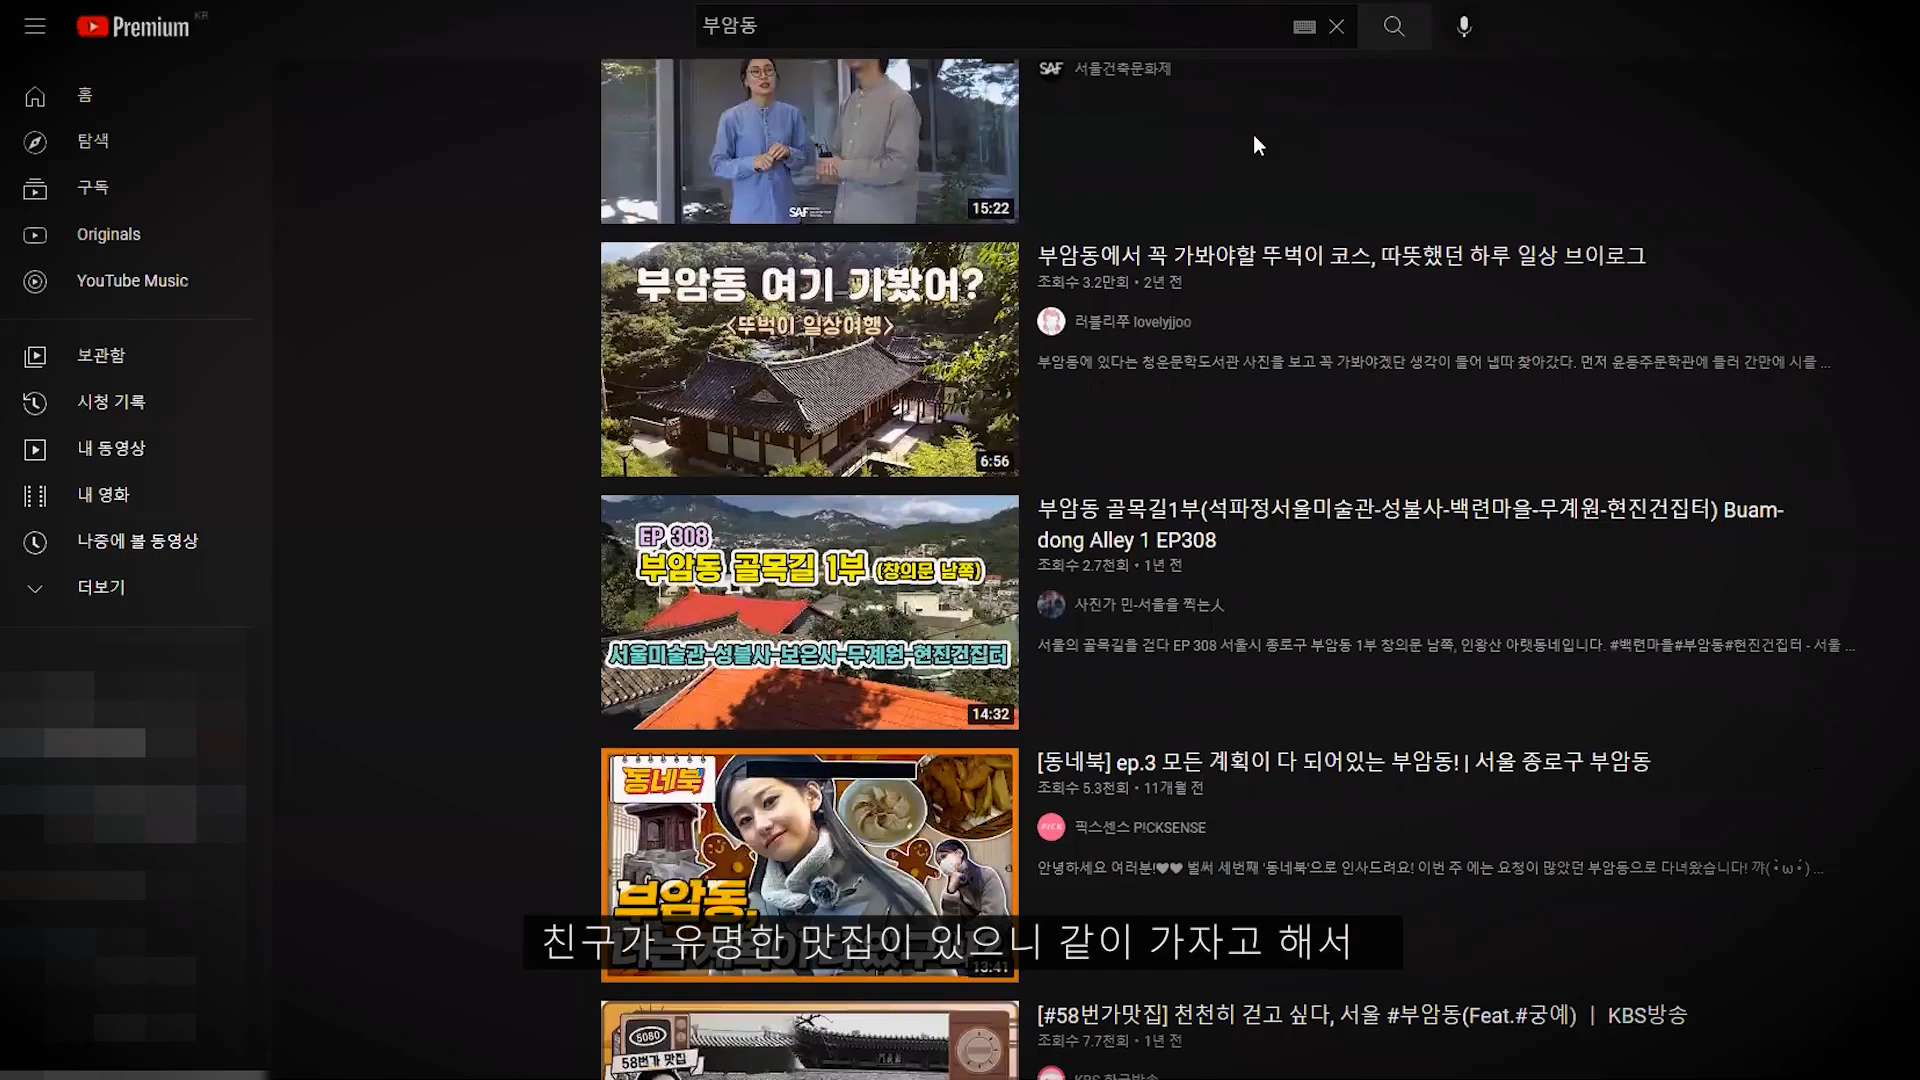 Premium KR
부암동
홈
탐색
구독
Originals
YouTube Music
보관함
시청 기록
내 동영상
내 영화
나중에 볼 동영상
더보기
SAF
15:22
SAF 서울건축문화제
부암동 여기 가봤어?
<뚜벅이 일상여행>
6:56
부암동에서 꼭 가봐야할 뚜벅이 코스, 따뜻했던 하루 일상 브이로그
조회수 3.2만회 • 2년 전
러블리쭈 lovelyjjoo
부암동에 있다는 청운문학도서관 사진을 보고 꼭 가봐야겠단 생각이 들어 냅따 찾아갔다. 먼저 윤동주문학관에 들러 간만에 시를 ...
EP 308
부암동 골목길 1부 (창의문 남쪽)
서울미술관-성불사-보은사-무계원-현진건집터
14:32
부암동 골목길1부(석파정서울미술관-성불사-백련마을-무계원-현진건집터) Buam-
dong Alley 1 EP308
조회수 2.7천회 • 1년 전
사진가 민-서울을 찍는人
서울의 골목길을 걷다 EP 308 서울시 종로구 부암동 1부 창의문 남쪽, 인왕산 아랫동네입니다. #백련마을#부암동#현진건집터 - 서울 ...
동네북
부암동,
13:41
[동네북] ep.3 모든 계획이 다 되어있는 부암동! | 서울 종로구 부암동
조회수 5.3천회 • 11개월 전
픽스센스 P!CKSENSE
안녕하세요 여러분!♥♥ 벌써 세번째 '동네북'으로 인사드려요! 이번 주 에는 요청이 많았던 부암동으로 다녀왔습니다! 꺄(・̀ω・́) ...
친구가 유명한 맛집이 있으니 같이 가자고 해서
5080
58번가 맛집
[#58번가맛집] 천천히 걷고 싶다, 서울 #부암동(Feat.#궁예) ｜ KBS방송
조회수 7.7천회 • 1년 전